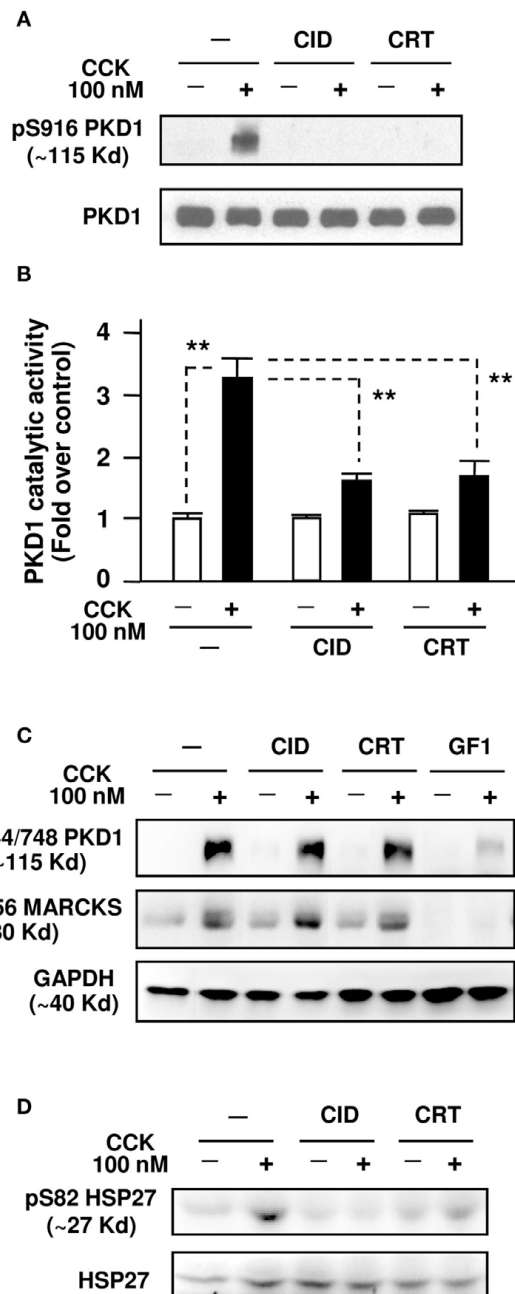 A
– CID CRT
CCK
100 nM – + – + – +
pS916 PKD1
(~115 Kd)
PKD1
B
PKD1 catalytic activity
(Fold over control)
4
3
2
1
0
** ** **
CCK
100 nM – + – + – +
– CID CRT
C
– CID CRT GF1
CCK
100 nM – + – + – + – +
4/748 PKD1
115 Kd)
56 MARCKS
0 Kd)
GAPDH
(~40 Kd)
D
– CID CRT
CCK
100 nM – + – + – +
pS82 HSP27
(~27 Kd)
HSP27